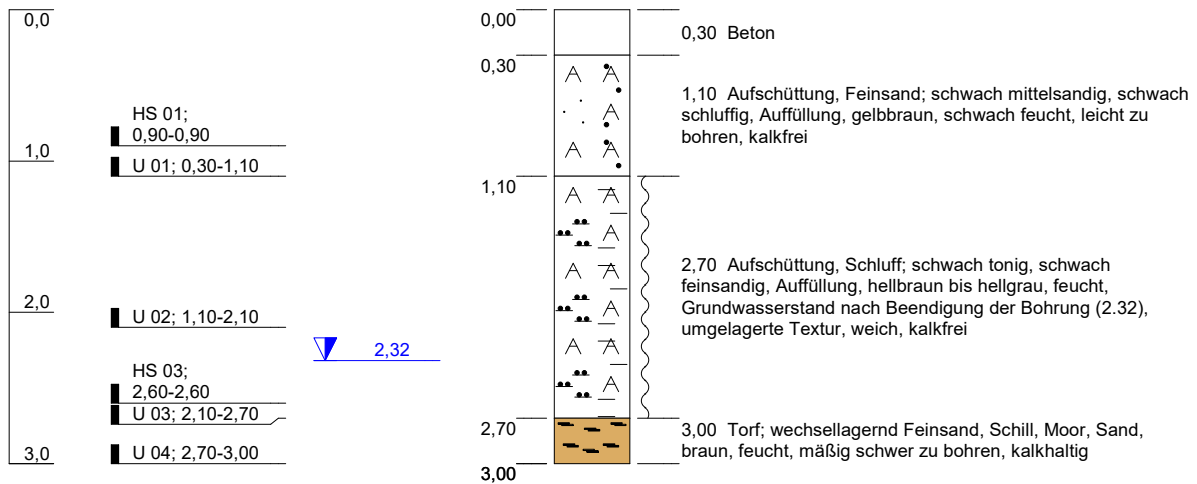 0,0
1,0
2,0
3,0
HS 01;
0,90-0,90
U 01; 0,30-1,10
U 02; 1,10-2,10
HS 03;
2,60-2,60
U 03; 2,10-2,70
U 04; 2,70-3,00
2,32
0,00
0,30
1,10
2,70
3,00
0,30 Beton
1,10 Aufschüttung, Feinsand; schwach mittelsandig, schwach
schluffig, Auffüllung, gelbbraun, schwach feucht, leicht zu
bohren, kalkfrei
2,70 Aufschüttung, Schluff; schwach tonig, schwach
feinsandig, Auffüllung, hellbraun bis hellgrau, feucht,
Grundwasserstand nach Beendigung der Bohrung (2.32),
umgelagerte Textur, weich, kalkfrei
3,00 Torf; wechsellagernd Feinsand, Schill, Moor, Sand,
braun, feucht, mäßig schwer zu bohren, kalkhaltig